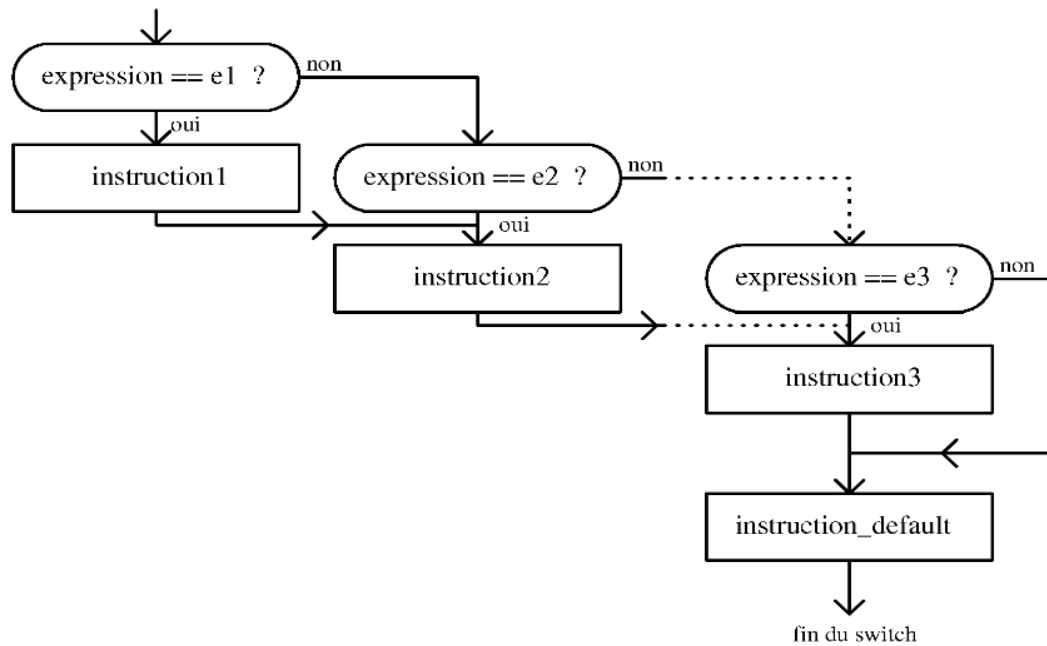 expression == e1 ?
non
oui
instruction1
expression == e2 ?
non
oui
instruction2
expression == e3 ?
non
oui
instruction3
instruction_default
fin du switch